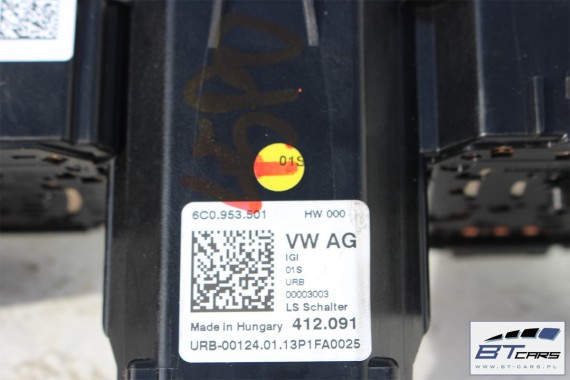 01S
6C0.953.501 HW 000
VW AG
IGI
01S
URB
00003003
LS Schalter
Made in Hungary 412.091
URB-00124.01.13P1FA0025
BT CARS
WWW.BT-CARS.PL